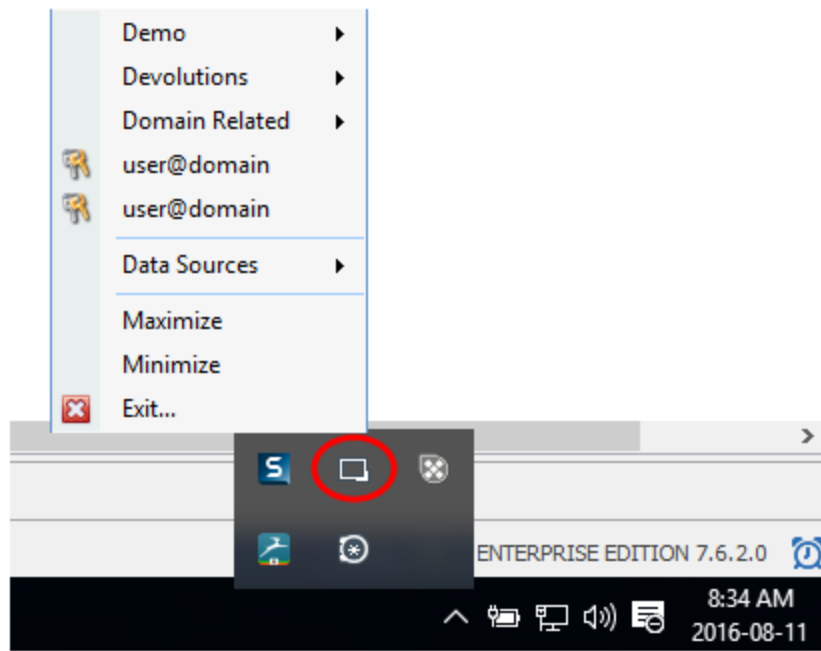 Demo
Devolutions
Domain Related
user@domain
user@domain
Data Sources
Maximize
Minimize
Exit...
S
ENTERPRISE EDITION 7.6.2.0
8:34 AM
2016-08-11